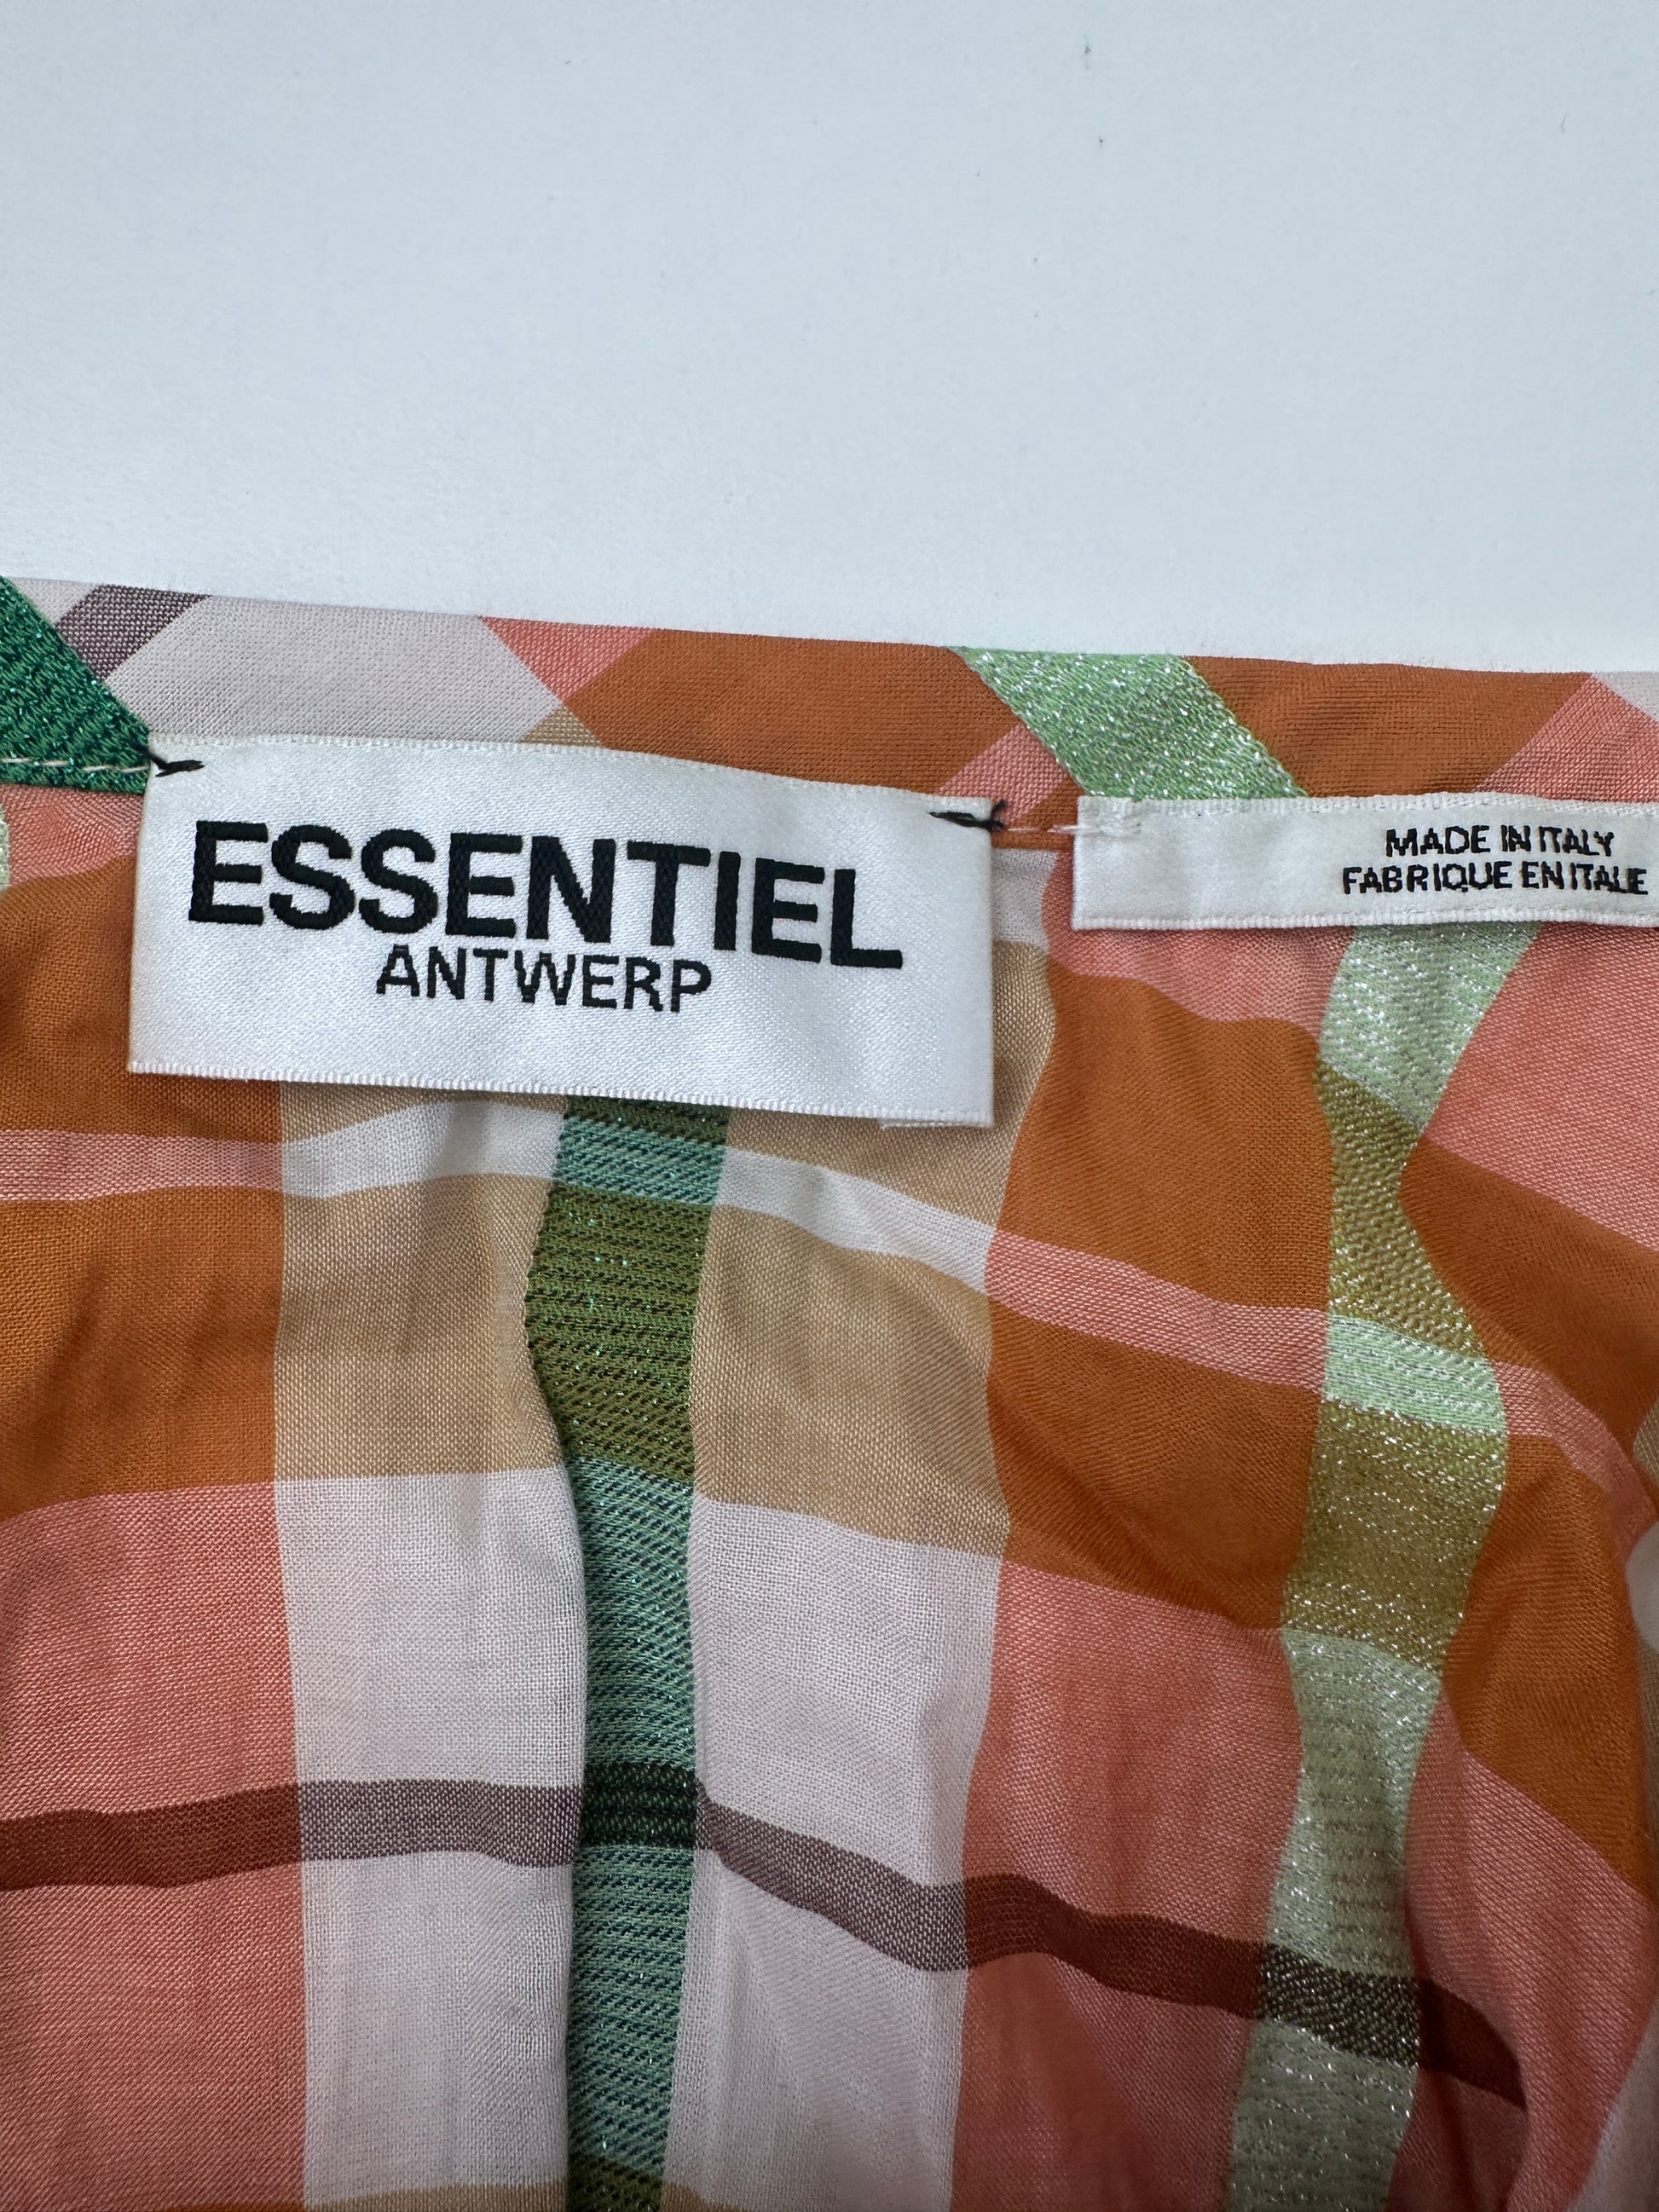 ESSENTIEL
ANTWERP
MADE IN ITALY
FABRIQUE EN ITALIE